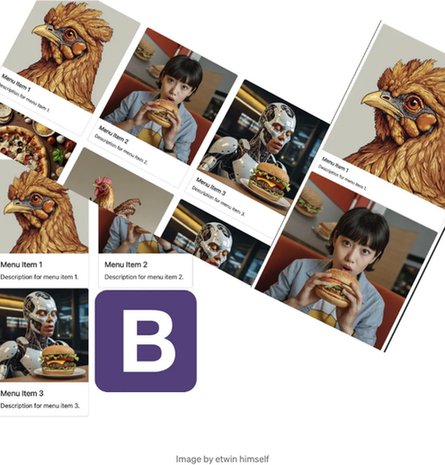 Menu Item 1
Description for menu item 1.
Menu Item 2
Description for menu item 2.
Menu Item 3
Description for menu item 3.
Menu Item 1
Description for menu item 1.
Menu Item 1
Description for menu item 1.
Menu Item 2
Description for menu item 2.
B
Menu Item 3
Description for menu item 3.
Image by etwin himself